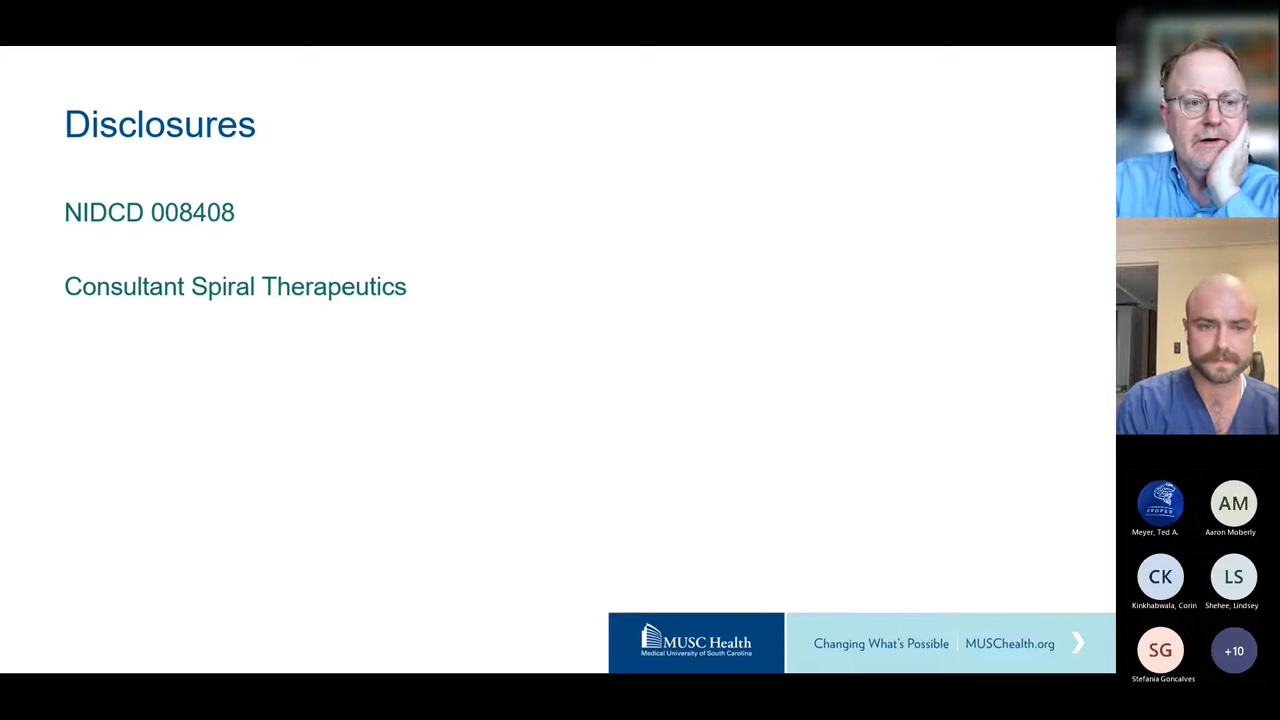 Disclosures
NIDCD 008408
Consultant Spiral Therapeutics
MUSC Health
Medical University of South Carolina
Changing What's Possible | MUSChealth.org
PROPEL
Meyer, Ted A.
AM
Aaron Moberly
CK
Kinkhabwala, Corin
LS
Shehee, Lindsey
SG
Stefania Goncalves
+10